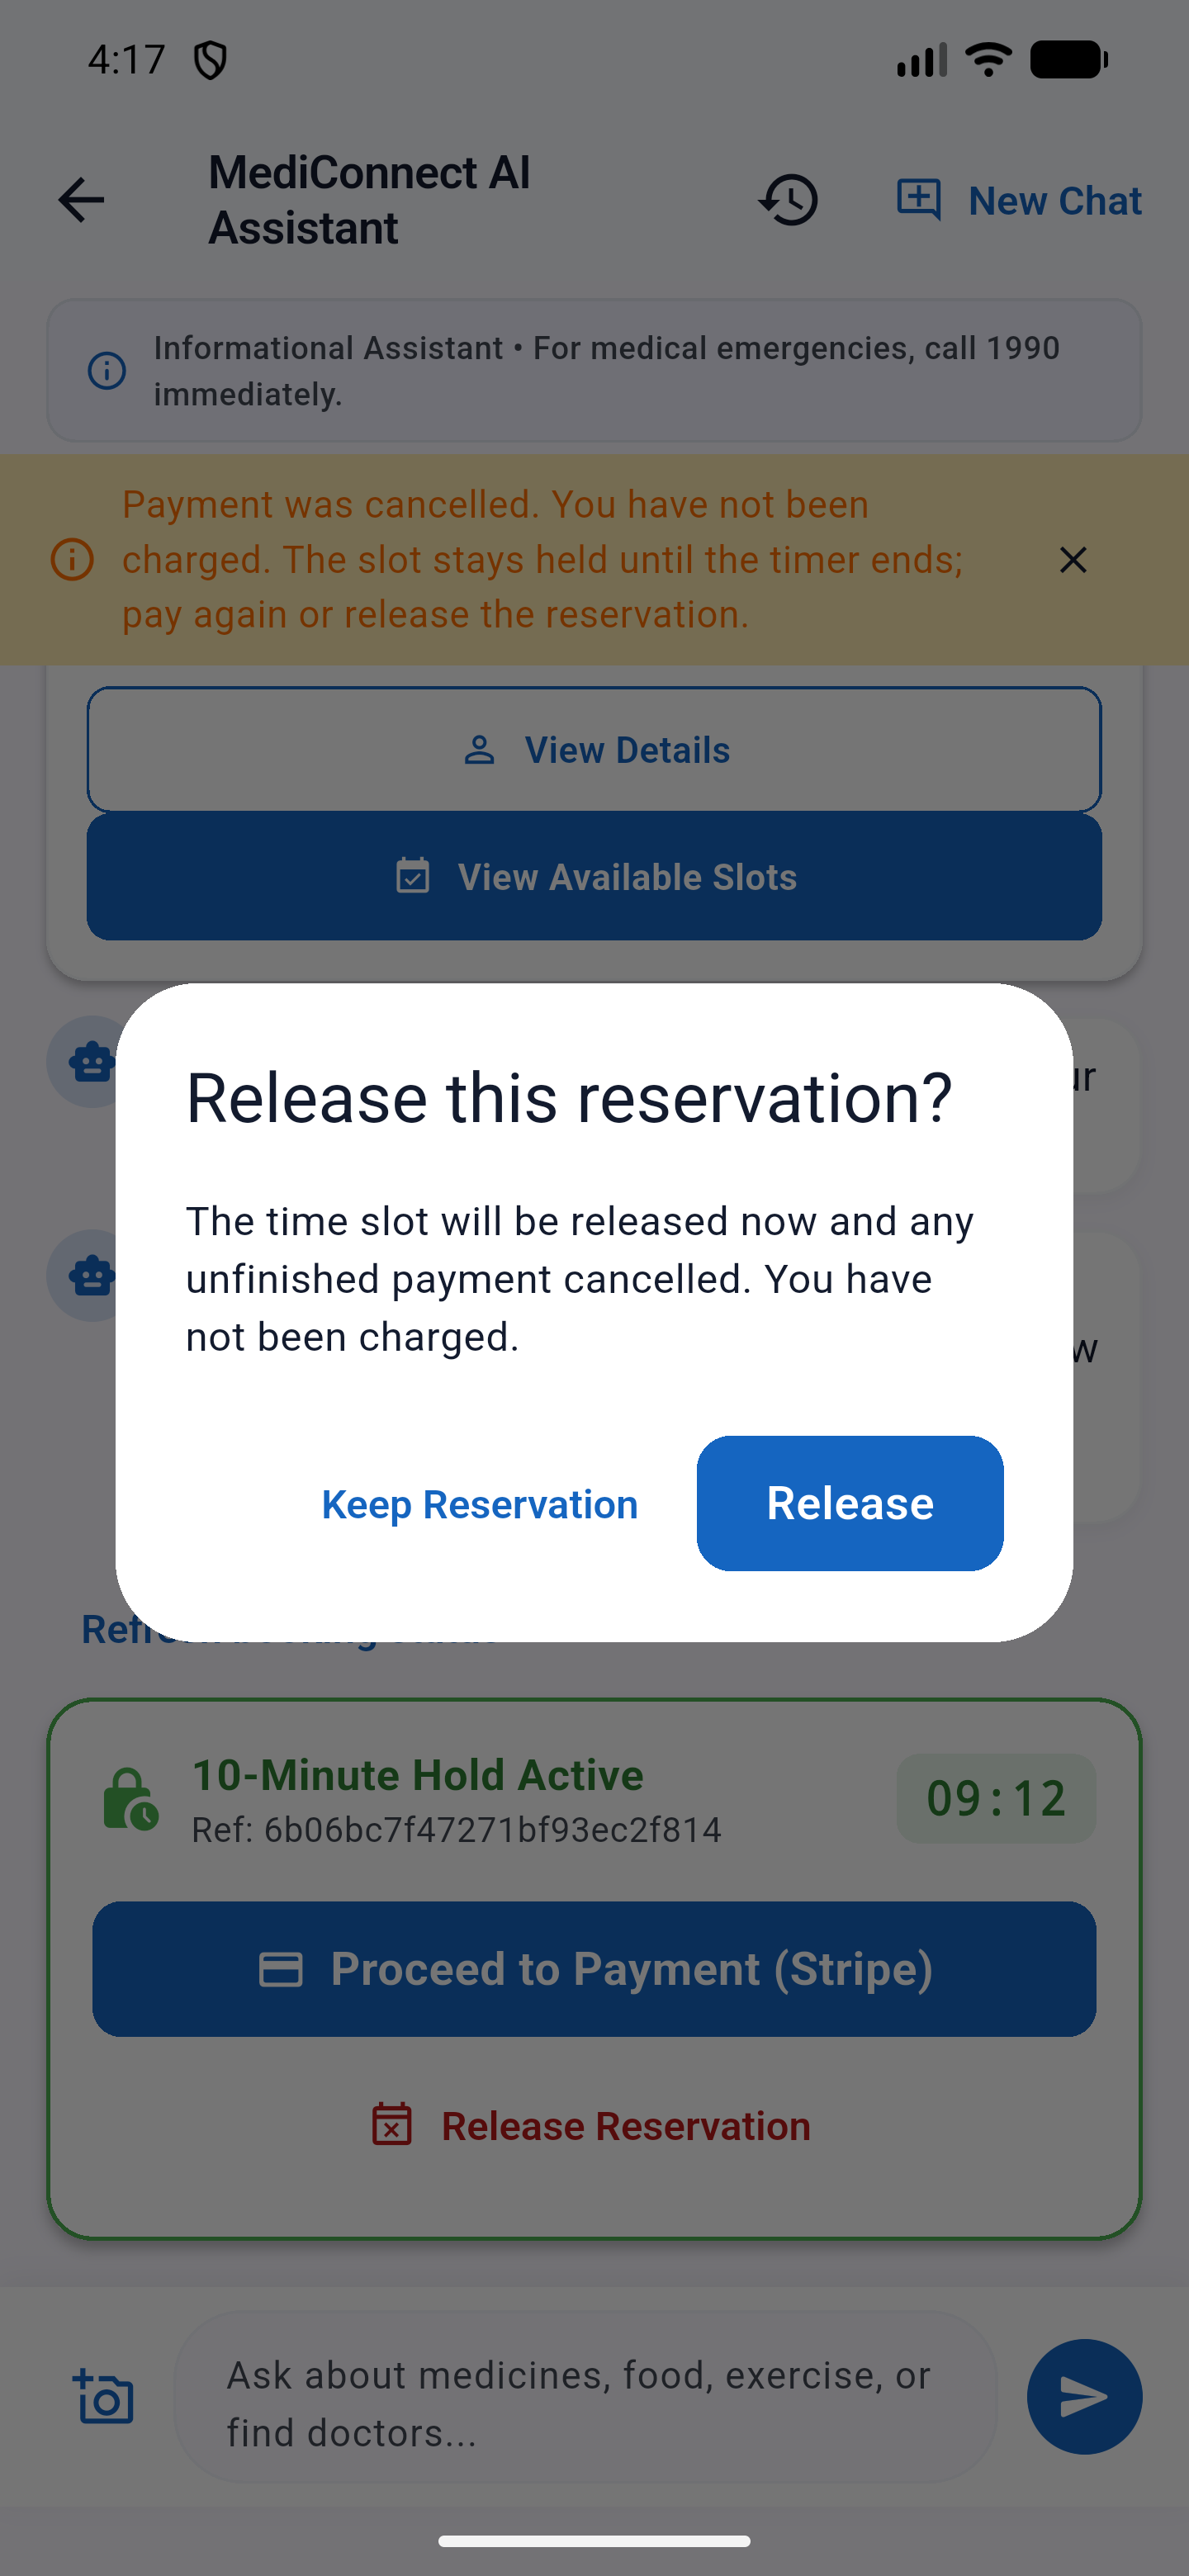 4:17
MediConnect AI
Assistant
New Chat
Informational Assistant • For medical emergencies, call 1990
immediately.
Payment was cancelled. You have not been
charged. The slot stays held until the timer ends;
pay again or release the reservation.
View Details
View Available Slots
Release this reservation?
The time slot will be released now and any
unfinished payment cancelled. You have
not been charged.
Keep Reservation
Release
10-Minute Hold Active
Ref: 6b06bc7f47271bf93ec2f814
09:12
Proceed to Payment (Stripe)
Release Reservation
Ask about medicines, food, exercise, or
find doctors...